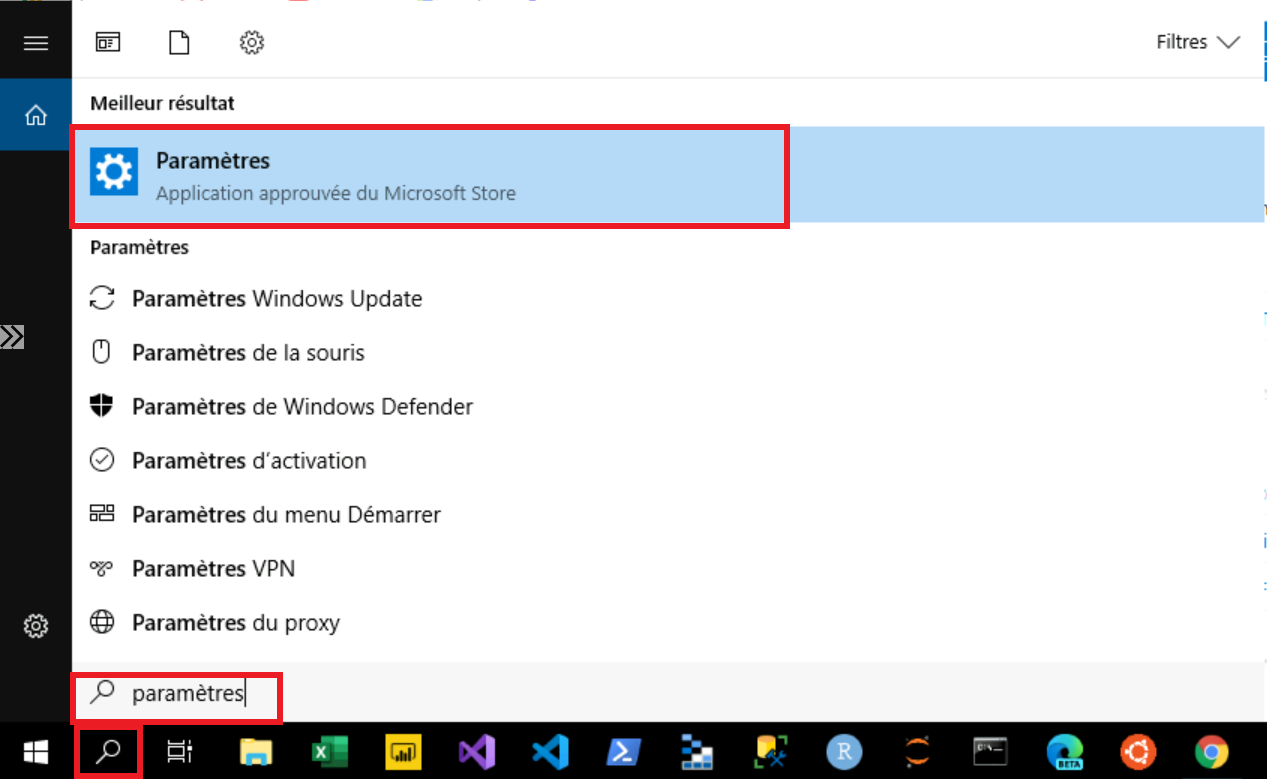 Filtres
Meilleur résultat
Paramètres
Application approuvée du Microsoft Store
Paramètres
Paramètres Windows Update
Paramètres de la souris
Paramètres de Windows Defender
Paramètres d’activation
Paramètres du menu Démarrer
Paramètres VPN
Paramètres du proxy
paramètres
R
BETA